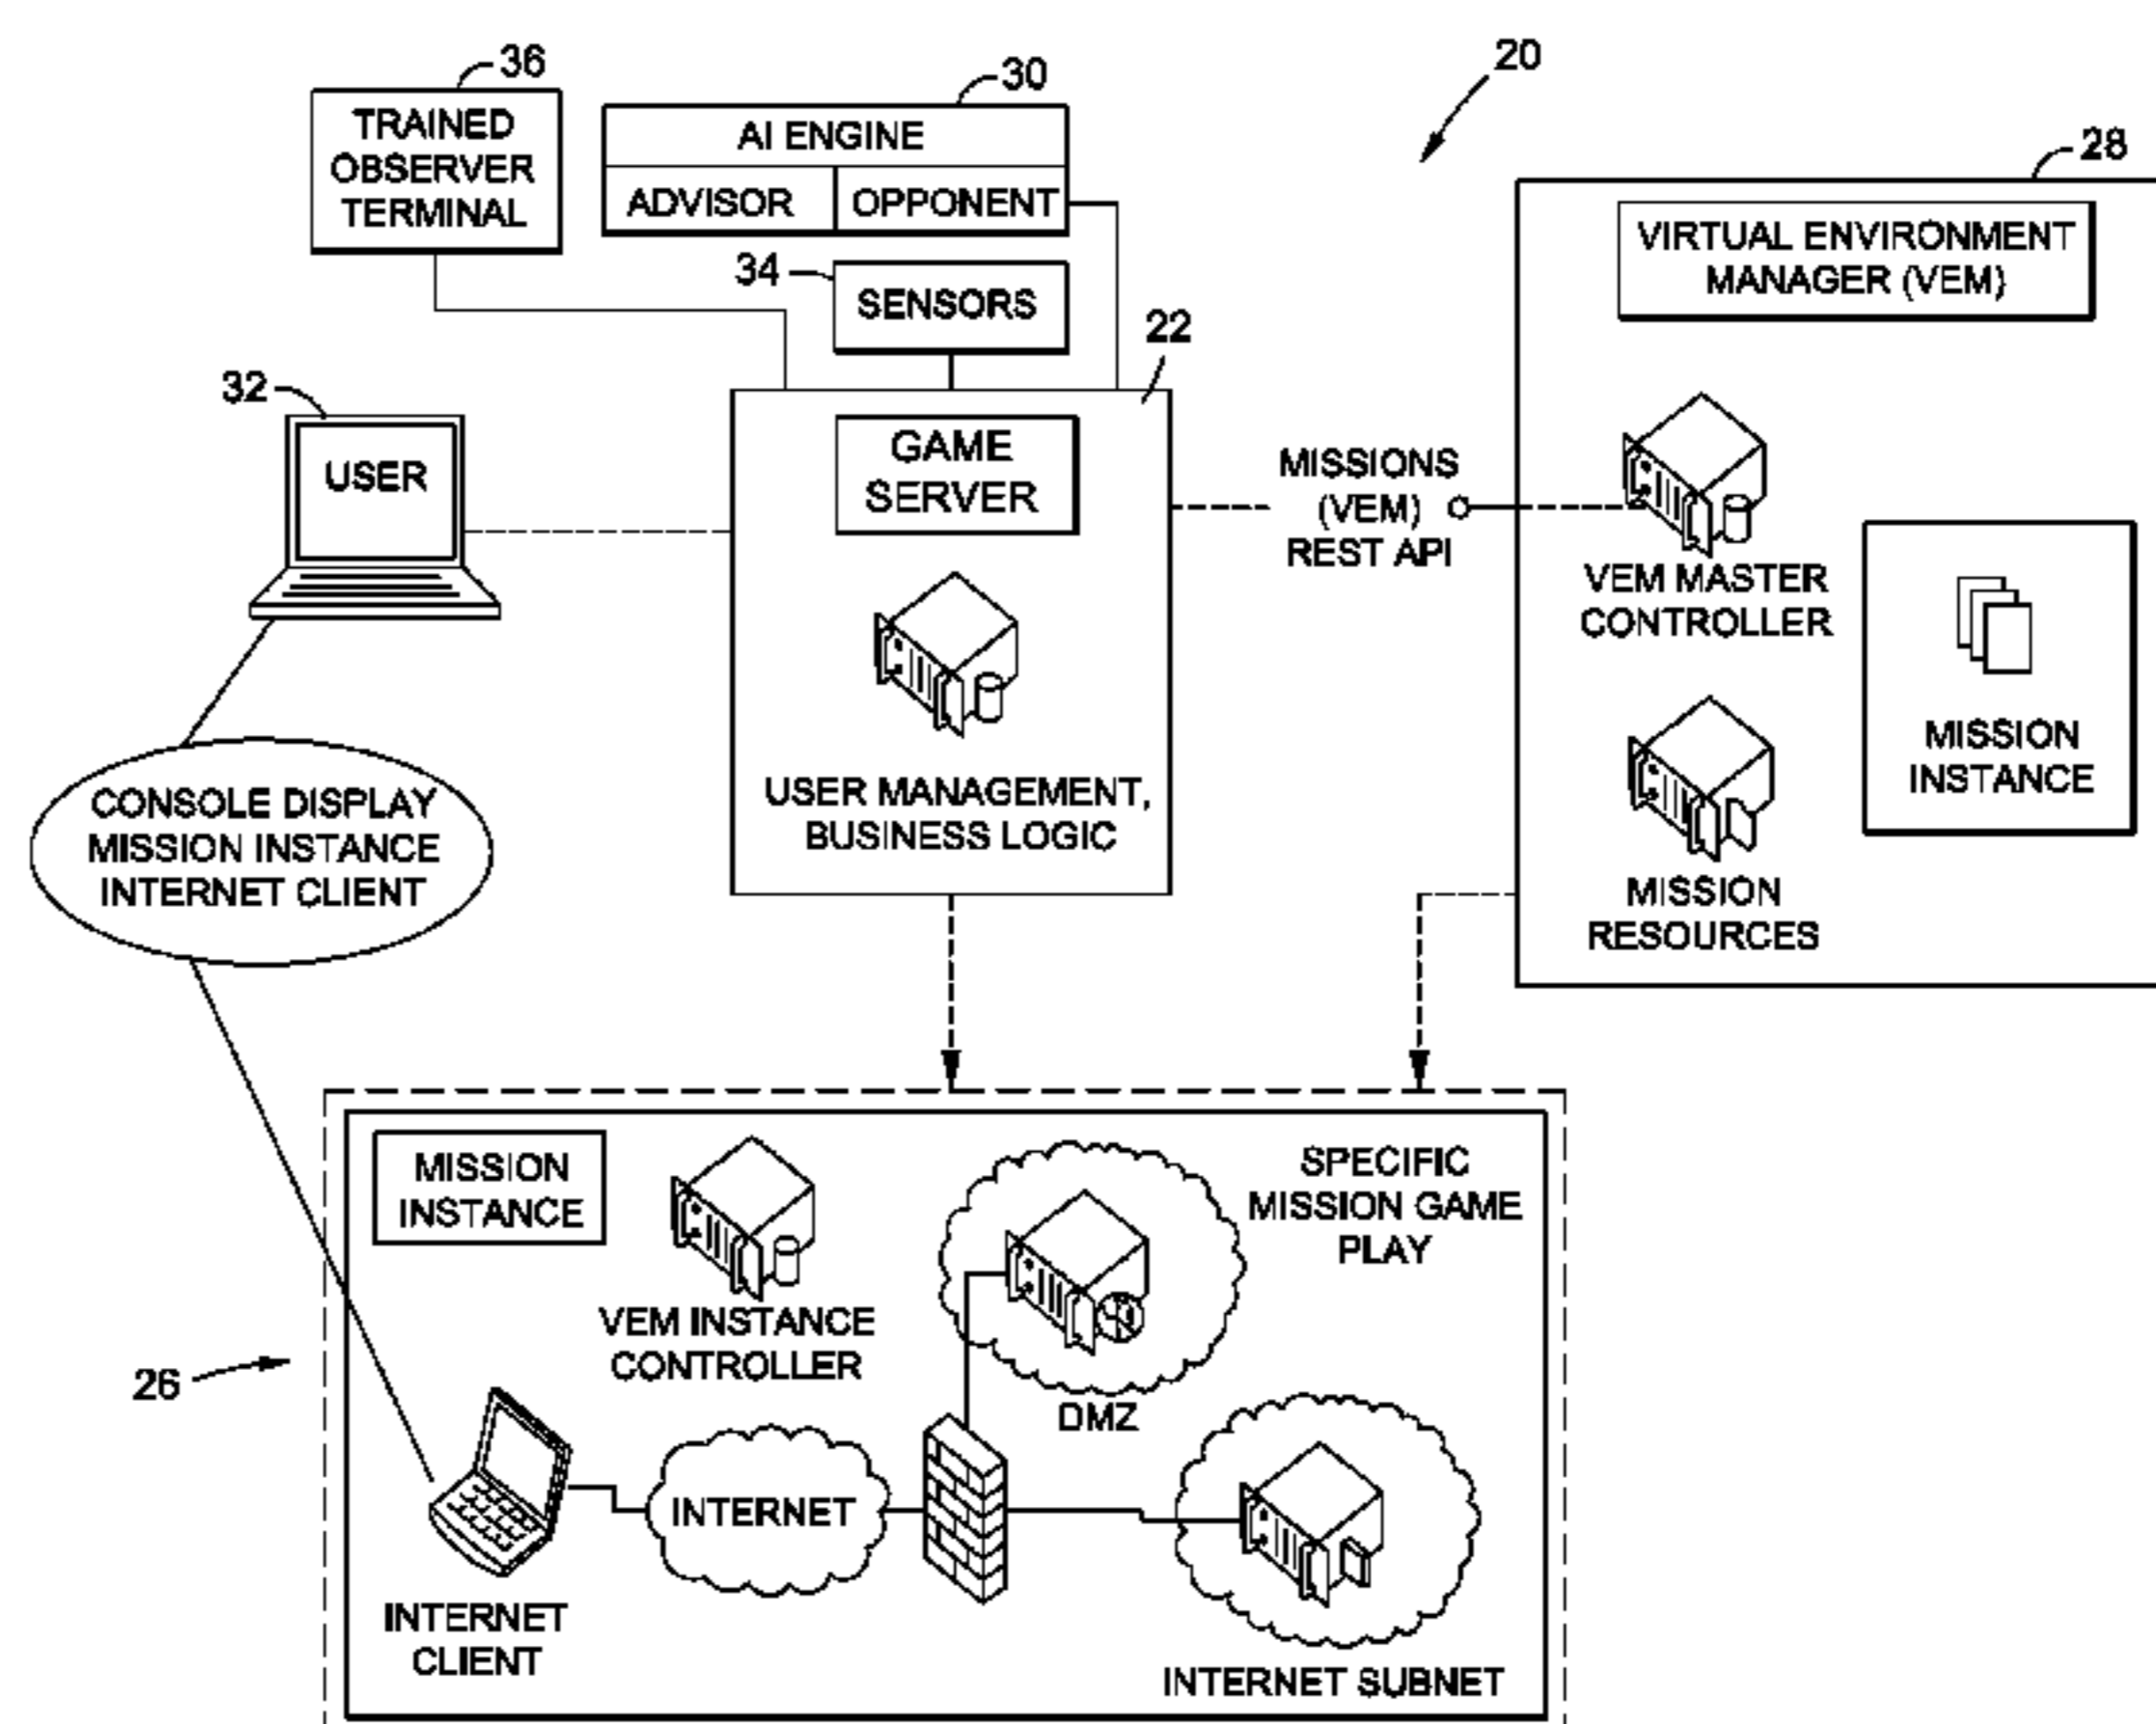 36
30
20
TRAINED
OBSERVER
TERMINAL
AI ENGINE
ADVISOR
OPPONENT
28
VIRTUAL ENVIRONMENT
MANAGER (VEM)
34
SENSORS
22
32
USER
GAME
SERVER
MISSIONS
(VEM)
REST API
VEM MASTER
CONTROLLER
MISSION
INSTANCE
USER MANAGEMENT,
BUSINESS LOGIC
CONSOLE DISPLAY
MISSION INSTANCE
INTERNET CLIENT
MISSION
RESOURCES
MISSION
INSTANCE
SPECIFIC
MISSION GAME
PLAY
VEM INSTANCE
CONTROLLER
26
DMZ
INTERNET
INTERNET
CLIENT
INTERNET SUBNET